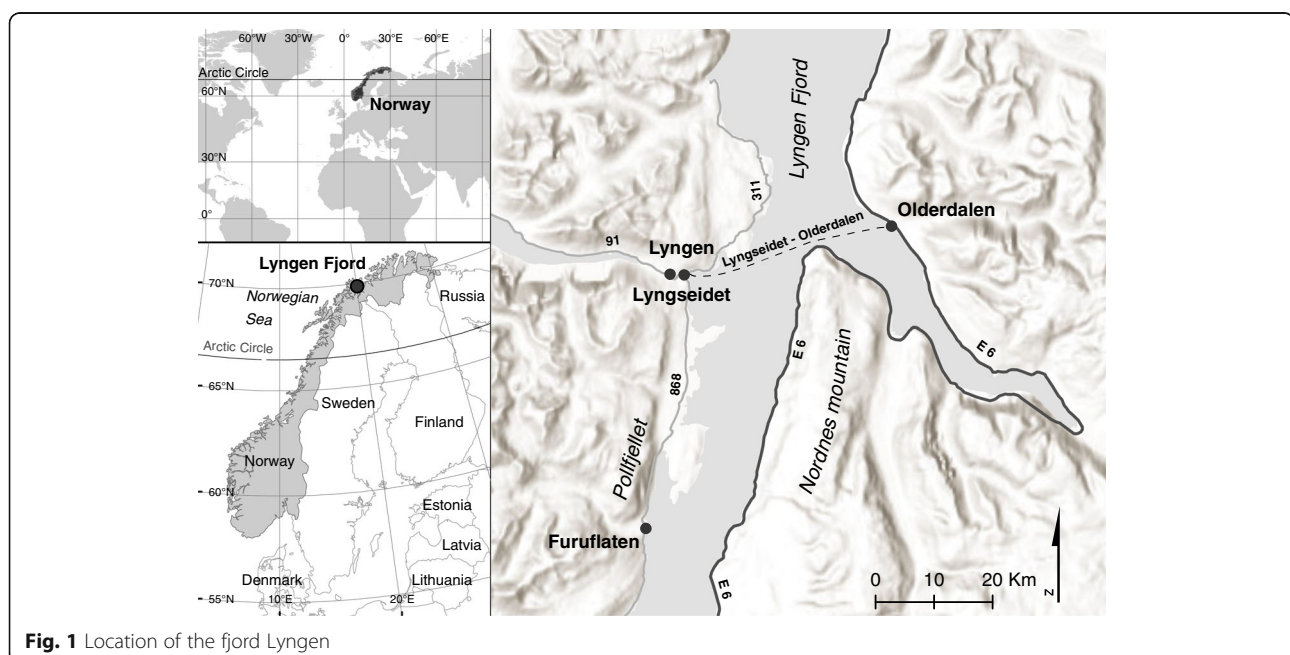 60°W 30°W 0° 30°E 60°E
Arctic Circle
60°N
Norway
30°N
0°
Lyngen Fjord
70°N
Norwegian
Sea
Russia
Arctic Circle
65°N
Sweden
Finland
Norway
60°N
Estonia
Latvia
Denmark
Lithuania
55°N
10°E
20°E
Lyngen Fjord
311
Olderdalen
Lyngseidet - Olderdalen
91
Lyngen
Lyngseidet
E 6
E 6
868
Nordnes mountain
Pollfjellet
Furuflaten
E 6
0 10 20 Km
N
Fig. 1 Location of the fjord Lyngen